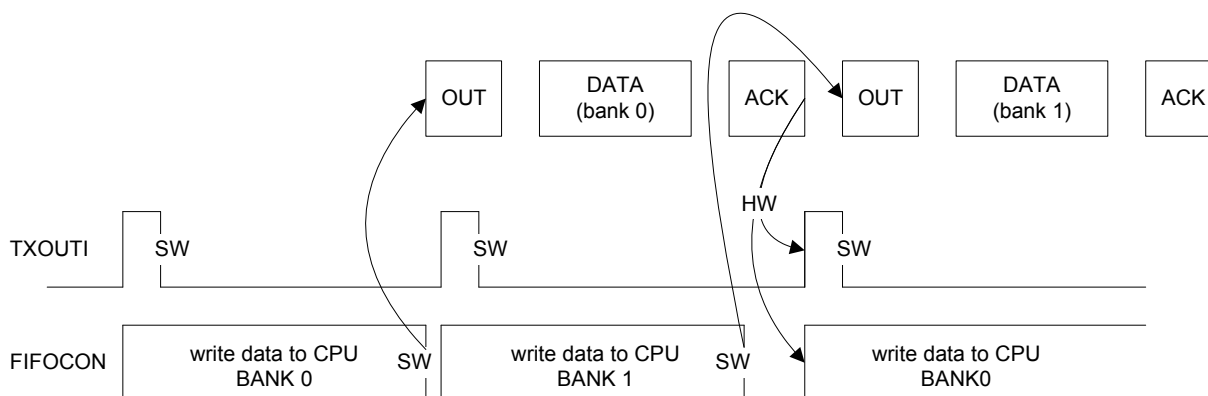 OUT
DATA
(bank 0)
ACK
OUT
DATA
(bank 1)
ACK
HW
TXOUTI
SW
SW
SW
FIFOCON
write data to CPU
BANK 0
SW
write data to CPU
BANK 1
SW
write data to CPU
BANK0